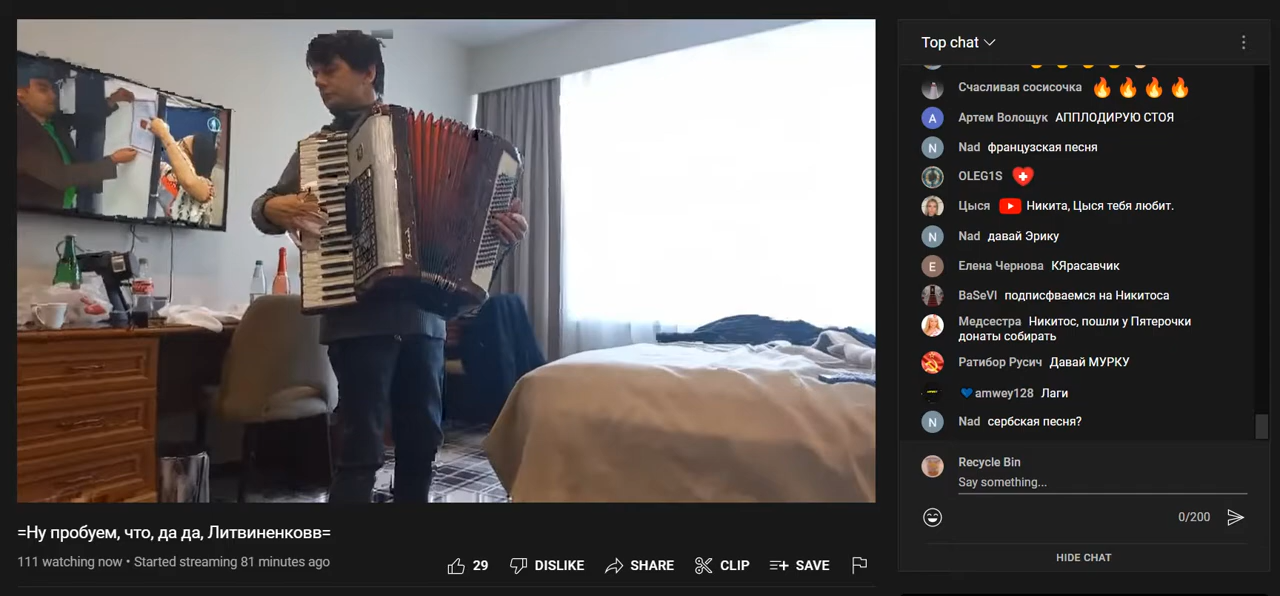 Top chat
Счасливая сосисочка 🔥 🔥 🔥 🔥
A Артем Волощук АППЛОДИРУЮ СТОЯ
N Nad французская песня
OLEG1S
Цыся Никита, Цыся тебя любит.
N Nad давай Эрику
E Елена Чернова КЯрасавчик
BaSeVl подписфваемся на Никитоса
Медсестра Никитос, пошли у Пятерочки
донаты собирать
Ратибор Русич Давай МУРКУ
💙amwey128 Лаги
N Nad сербская песня?
Recycle Bin
Say something...
0/200
HIDE CHAT
=Ну пробуем, что, да да, Литвиненковв=
111 watching now • Started streaming 81 minutes ago
29 DISLIKE SHARE CLIP SAVE